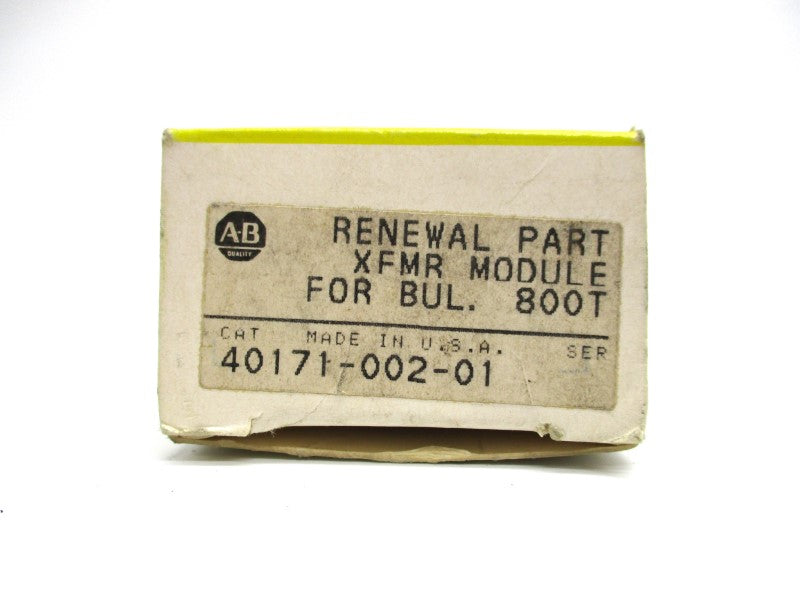 A-B
QUALITY
RENEWAL PART
XFMR MODULE
FOR BUL. 800T
CAT MADE IN U.S.A. SER
40171-002-01